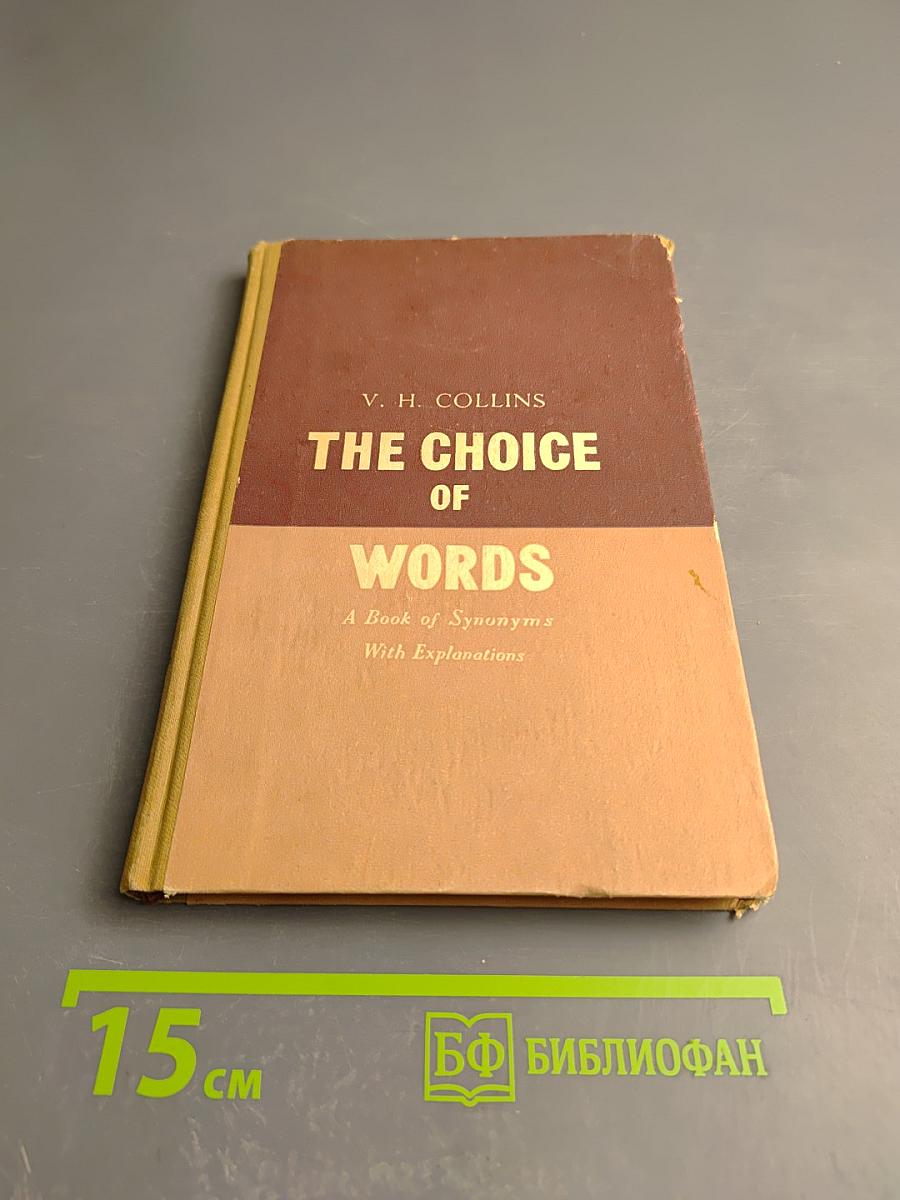 V. H. COLLINS
THE CHOICE
OF
WORDS
A Book of Synonyms
With Explanations
15 см
БФ БИБЛИОФАН